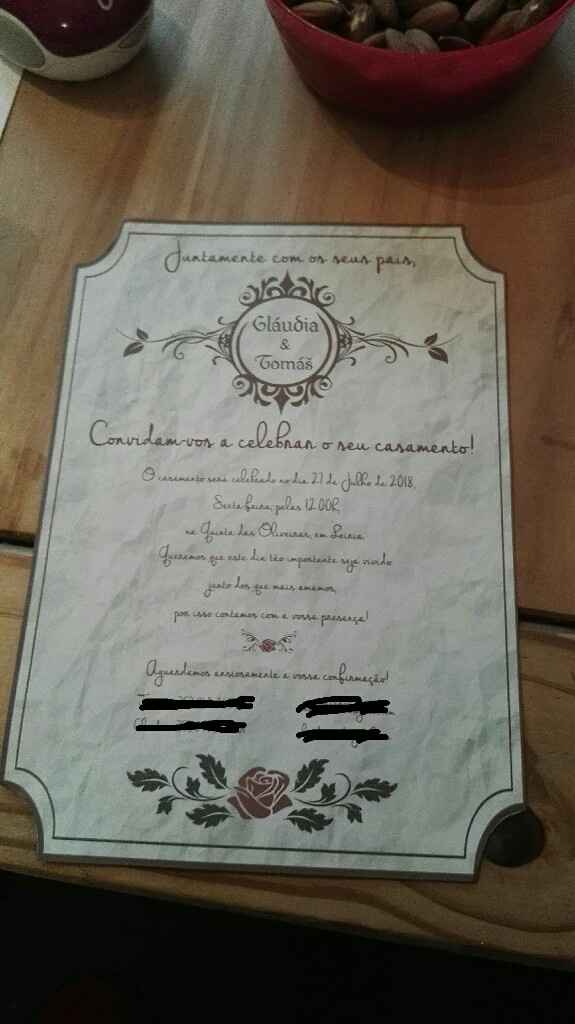 Juntamente com os seus pais,
Cláudia
&
Tomáš
Convidam-vos a celebrar o seu casamento!
O casamento será celebrado no dia 27 de Julho de 2018,
Sexta-feira, pelas 12.00h,
na Quinta das Oliveiras, em Leiria.
Queremos que este dia tão importante seja vivido
junto dos que mais amamos,
por isso contamos com a vossa presença!
Aguardamos ansiosamente a vossa confirmação!